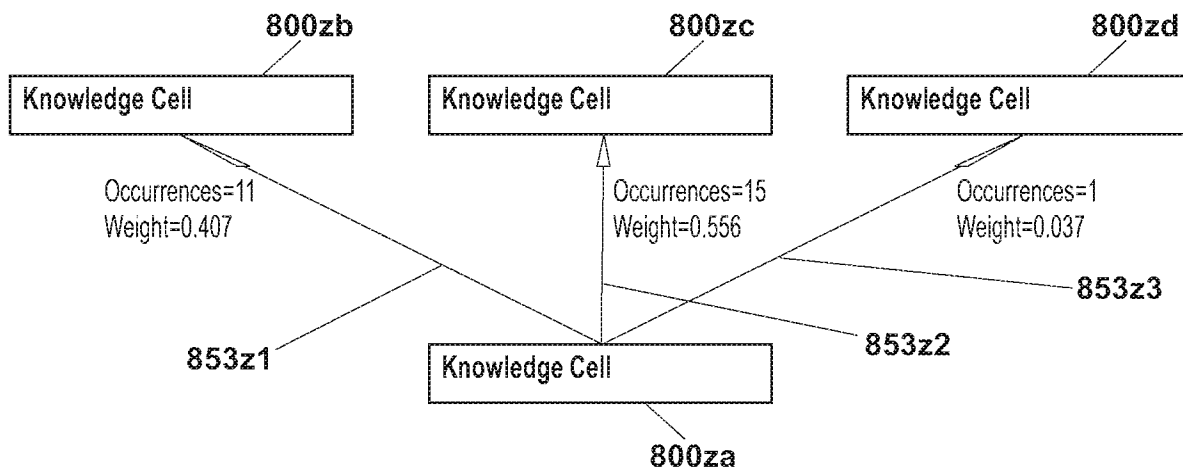 800zb
800zc
800zd
Knowledge Cell
Knowledge Cell
Knowledge Cell
Occurrences=11
Weight=0.407
Occurrences=15
Weight=0.556
Occurrences=1
Weight=0.037
853z3
853z2
853z1
Knowledge Cell
800za